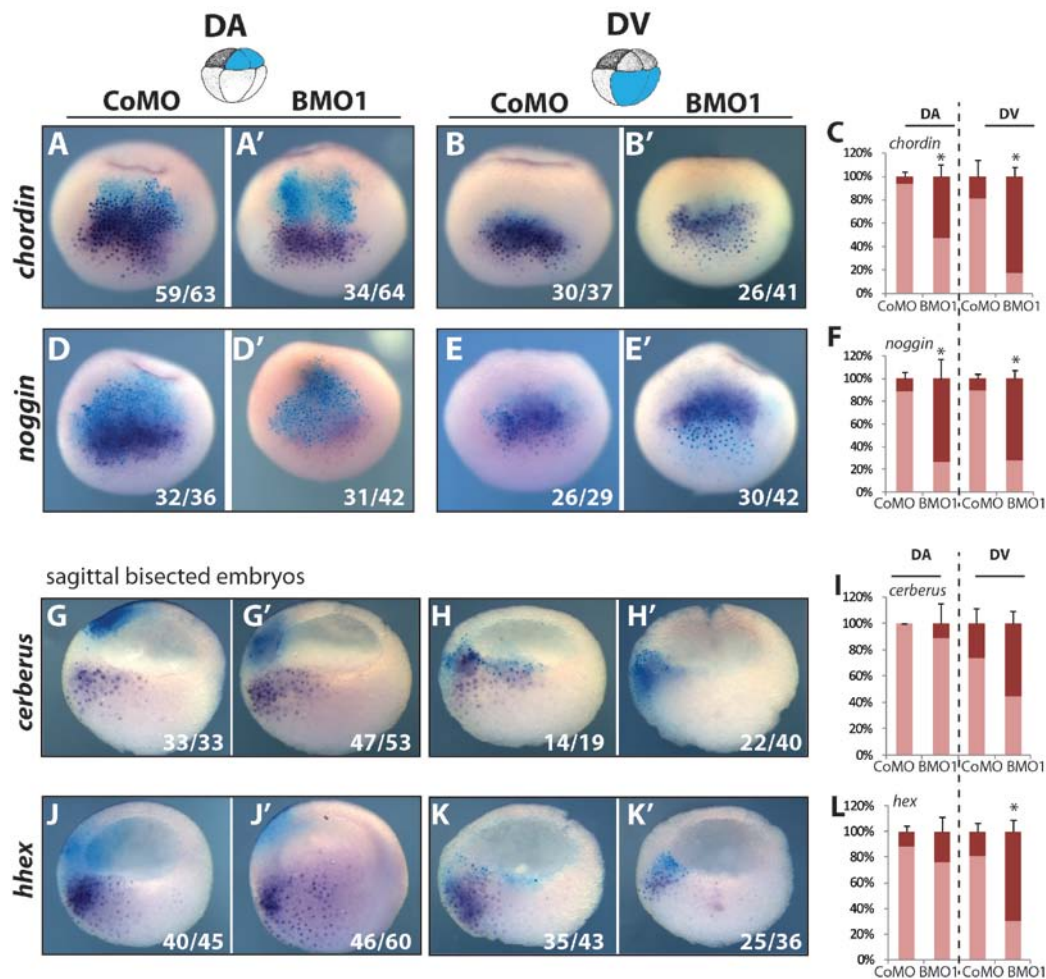 DA
DV
CoMO BMO1 CoMO BMO1
A A' B B' C
DA DV
chordin
chordin
120%
100%
80%
60%
40%
20%
0%
* *
CoMO BMO1 CoMO BMO1
59/63 34/64 30/37 26/41
D D' E E' F
noggin
noggin
120%
100%
80%
60%
40%
20%
0%
* *
CoMO BMO1 CoMO BMO1
32/36 31/42 26/29 30/42
sagittal bisected embryos
DA DV
G G' H H' I
cerberus
cerberus
120%
100%
80%
60%
40%
20%
0%
CoMO BMO1 CoMO BMO1
33/33 47/53 14/19 22/40
J J' K K' L
hhex
hex
120%
100%
80%
60%
40%
20%
0%
*
CoMO BMO1 CoMO BMO1
40/45 46/60 35/43 25/36